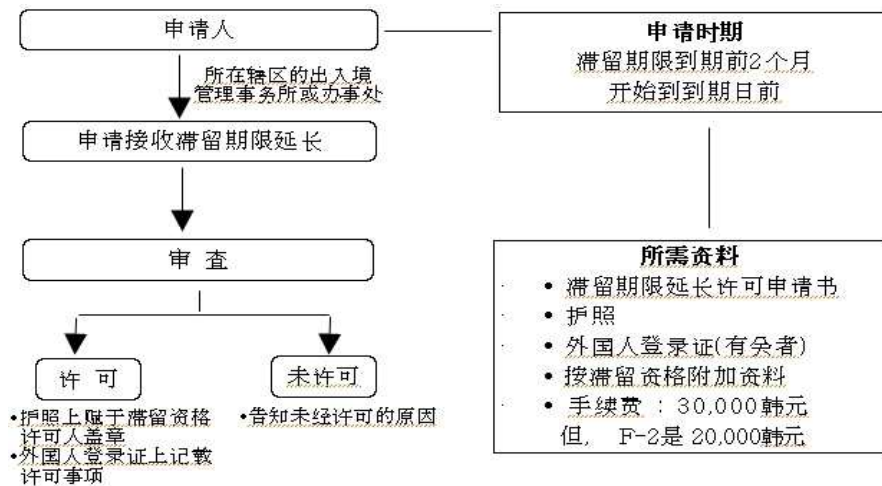 申请人
所在辖区的出入境
管理事务所或办事处
申请接收滞留期限延长
审 查
许 可
未许可
•护照上赋于滞留资格
许可人盖章
•外国人登录证上记载
许可事项
•告知未经许可的原因
申请时期
滞留期限到期前2个月
开始到到期日前
所需资料
• 滞留期限延长许可申请书
• 护照
• 外国人登录证(有关者)
• 按滞留资格附加资料
• 手续费 : 30,000韩元
但, F-2是 20,000韩元